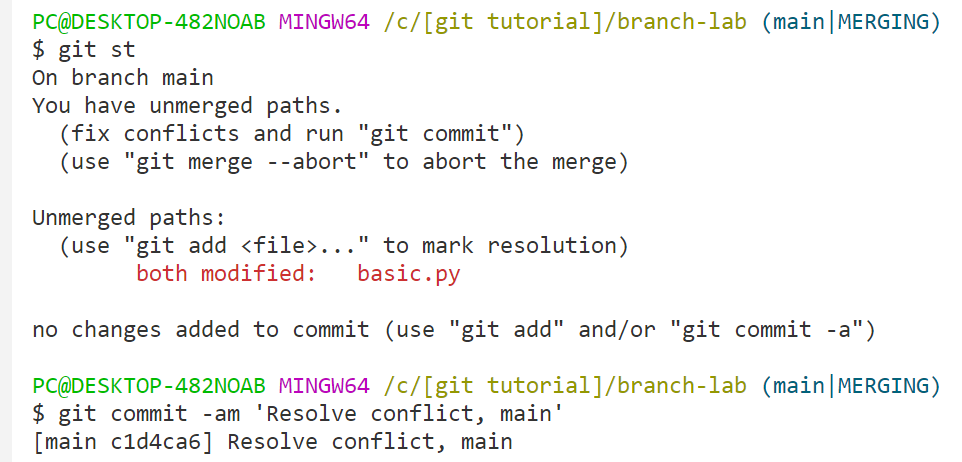 PC@DESKTOP-482NOAB MINGW64 /c/[git tutorial]/branch-lab (main|MERGING)
$ git st
On branch main
You have unmerged paths.
  (fix conflicts and run "git commit")
  (use "git merge --abort" to abort the merge)

Unmerged paths:
  (use "git add <file>..." to mark resolution)
        both modified:   basic.py

no changes added to commit (use "git add" and/or "git commit -a")

PC@DESKTOP-482NOAB MINGW64 /c/[git tutorial]/branch-lab (main|MERGING)
$ git commit -am 'Resolve conflict, main'
[main c1d4ca6] Resolve conflict, main